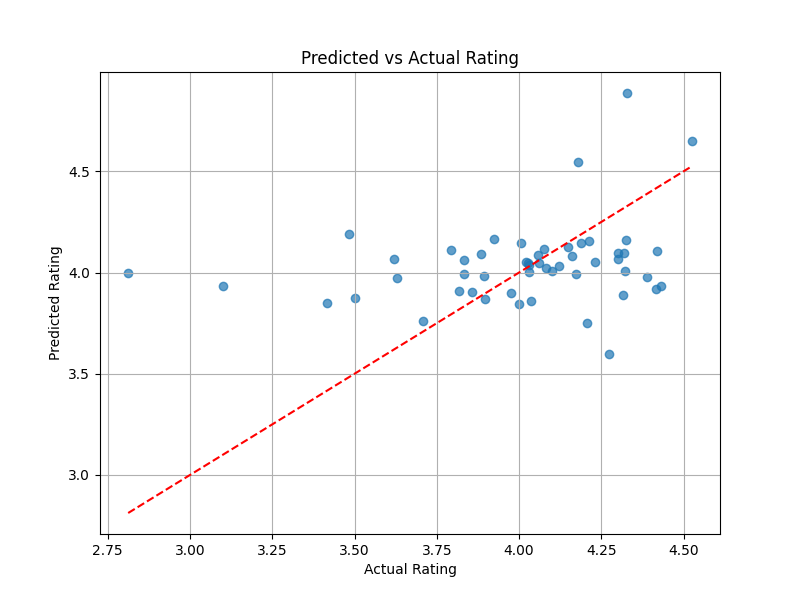 Predicted vs Actual Rating
Predicted Rating
4.5
4.0
3.5
3.0
2.75 3.00 3.25 3.50 3.75 4.00 4.25 4.50
Actual Rating